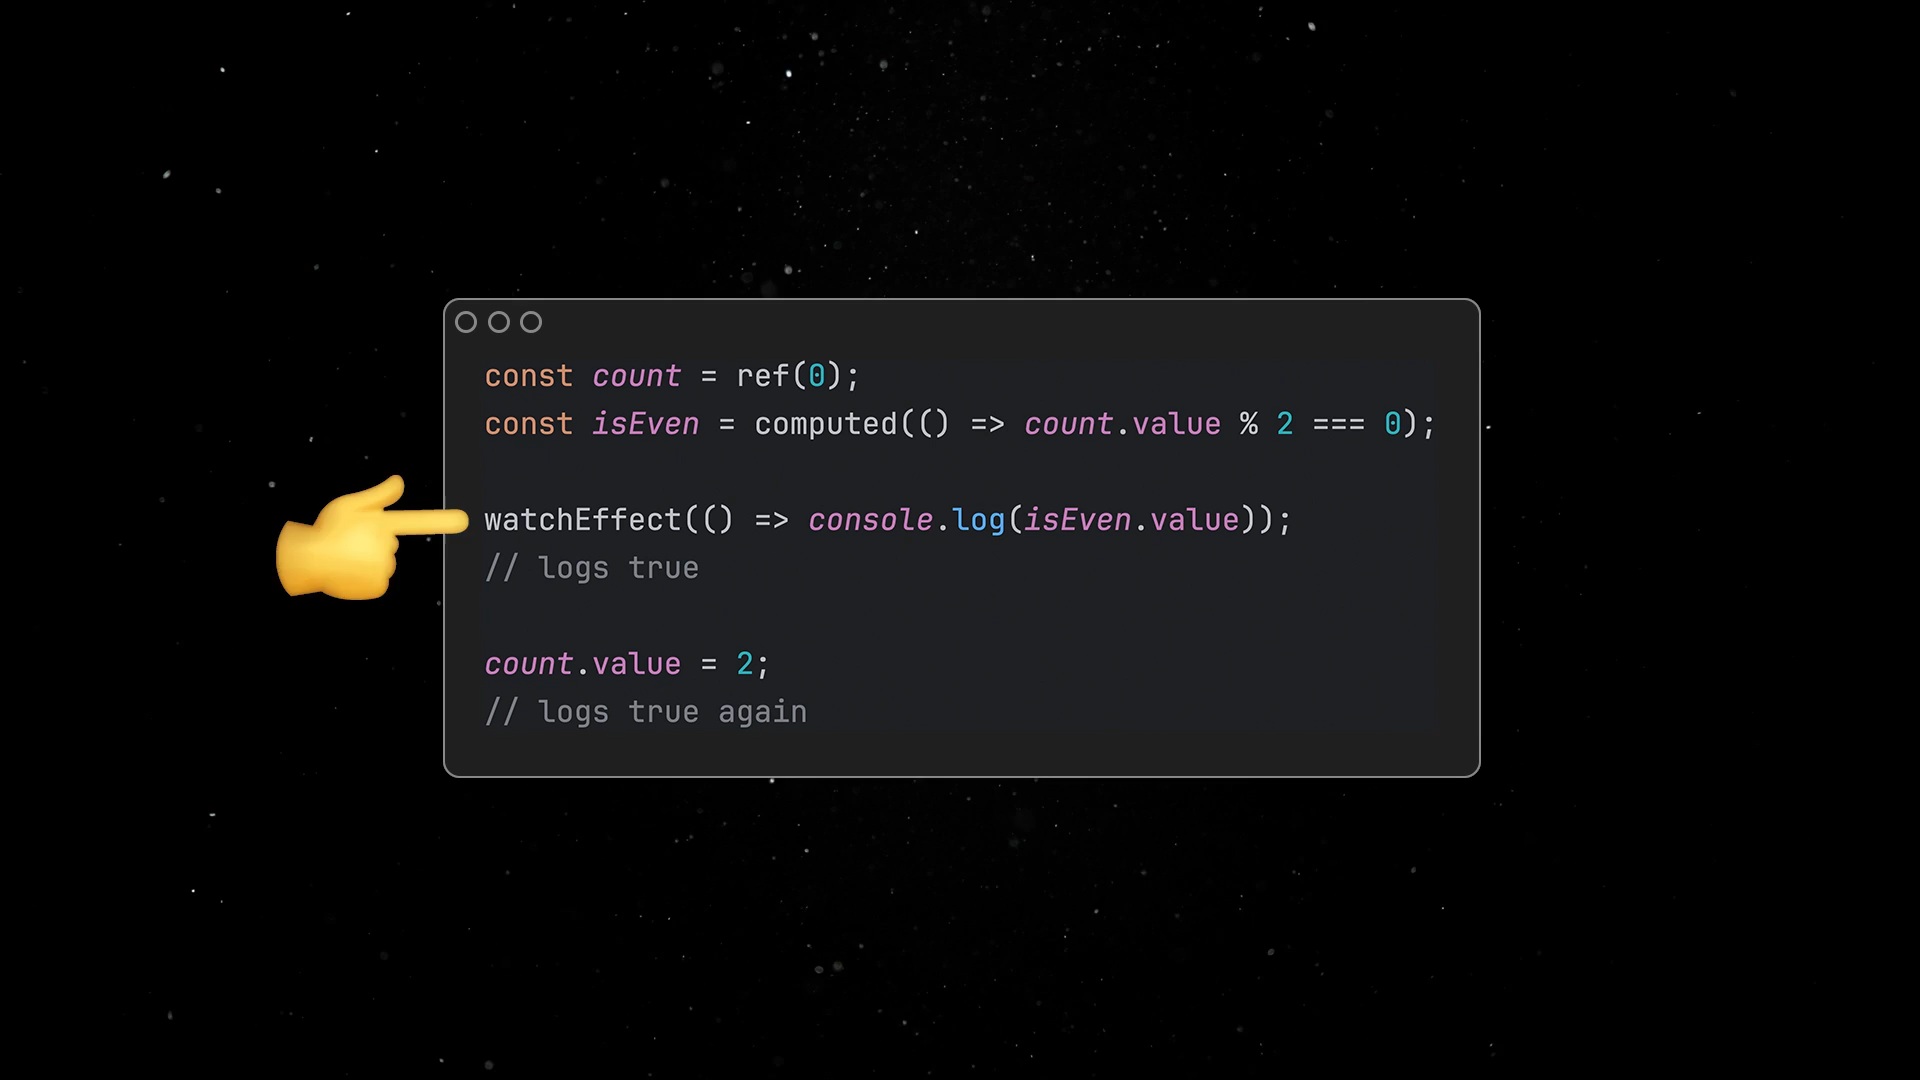 const count = ref(0);
const isEven = computed(() => count.value % 2 === 0);
watchEffect(() => console.log(isEven.value));
// logs true
count.value = 2;
// logs true again